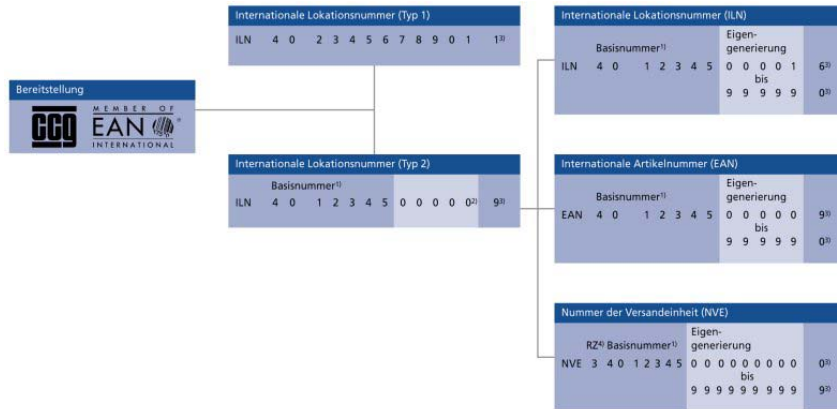 Bereitstellung
CCG
MEMBER OF
EAN
INTERNATIONAL
Internationale Lokationsnummer (Typ 1)
ILN 4 0 2 3 4 5 6 7 8 9 0 1 1³⁾
Internationale Lokationsnummer (Typ 2)
Basisnummer¹⁾
ILN 4 0 1 2 3 4 5 0 0 0 0 0²⁾ 9³⁾
Internationale Lokationsnummer (ILN)
Eigen-
Basisnummer¹⁾ generierung
ILN 4 0 1 2 3 4 5 0 0 0 0 1 6³⁾
bis
9 9 9 9 9 0³⁾
Internationale Artikelnummer (EAN)
Eigen-
Basisnummer¹⁾ generierung
EAN 4 0 1 2 3 4 5 0 0 0 0 0 9³⁾
bis
9 9 9 9 9 0³⁾
Nummer der Versandeinheit (NVE)
Eigen-
RZ⁴⁾ Basisnummer¹⁾ generierung
NVE 3 4 0 1 2 3 4 5 0 0 0 0 0 0 0 0 0 0³⁾
bis
9 9 9 9 9 9 9 9 9 9³⁾